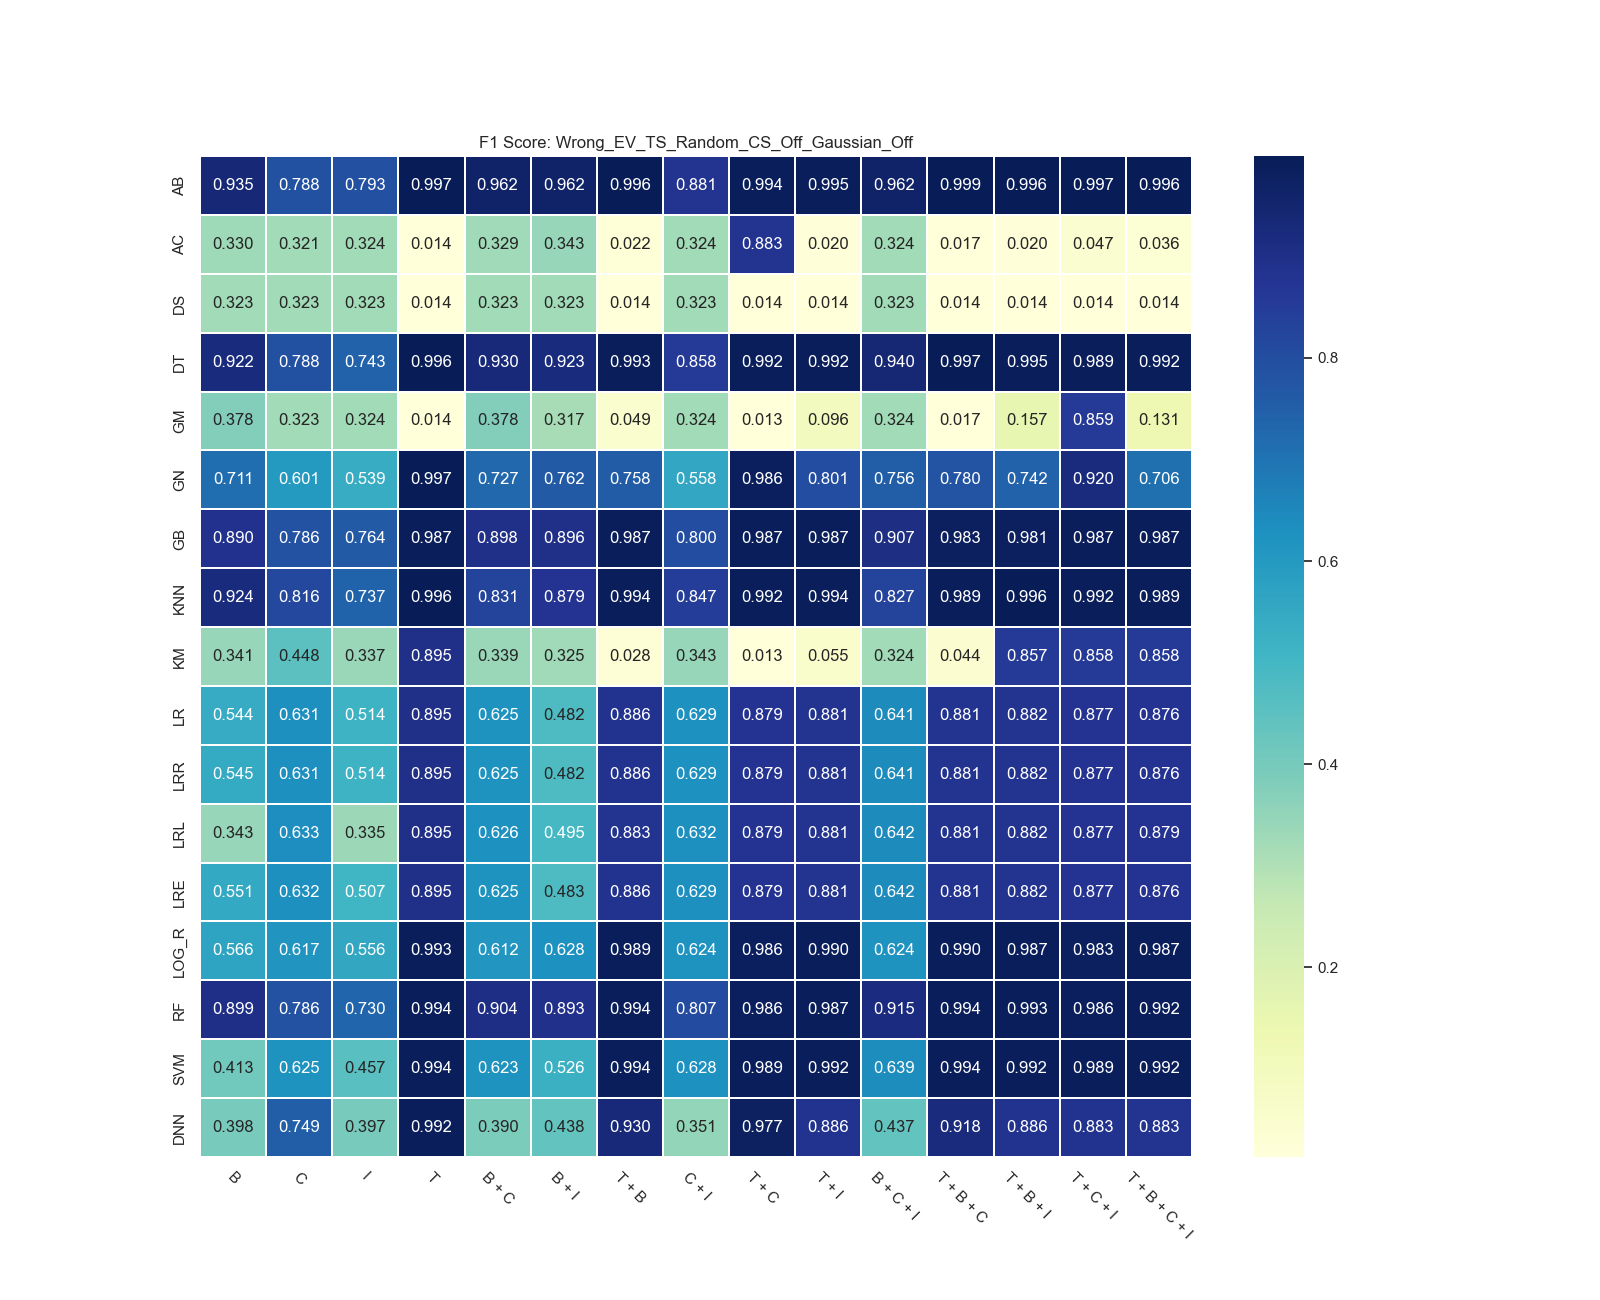 F1 Score: Wrong_EV_TS_Random_CS_Off_Gaussian_Off
AB 0.935 0.788 0.793 0.997 0.962 0.962 0.996 0.881 0.994 0.995 0.962 0.999 0.996 0.997 0.996
AC 0.330 0.321 0.324 0.014 0.329 0.343 0.022 0.324 0.883 0.020 0.324 0.017 0.020 0.047 0.036
DS 0.323 0.323 0.323 0.014 0.323 0.323 0.014 0.323 0.014 0.014 0.323 0.014 0.014 0.014 0.014
DT 0.922 0.788 0.743 0.996 0.930 0.923 0.993 0.858 0.992 0.992 0.940 0.997 0.995 0.989 0.992
GM 0.378 0.323 0.324 0.014 0.378 0.317 0.049 0.324 0.013 0.096 0.324 0.017 0.157 0.859 0.131
GN 0.711 0.601 0.539 0.997 0.727 0.762 0.758 0.558 0.986 0.801 0.756 0.780 0.742 0.920 0.706
GB 0.890 0.786 0.764 0.987 0.898 0.896 0.987 0.800 0.987 0.987 0.907 0.983 0.981 0.987 0.987
KNN 0.924 0.816 0.737 0.996 0.831 0.879 0.994 0.847 0.992 0.994 0.827 0.989 0.996 0.992 0.989
KM 0.341 0.448 0.337 0.895 0.339 0.325 0.028 0.343 0.013 0.055 0.324 0.044 0.857 0.858 0.858
LR 0.544 0.631 0.514 0.895 0.625 0.482 0.886 0.629 0.879 0.881 0.641 0.881 0.882 0.877 0.876
LRR 0.545 0.631 0.514 0.895 0.625 0.482 0.886 0.629 0.879 0.881 0.641 0.881 0.882 0.877 0.876
LRL 0.343 0.633 0.335 0.895 0.626 0.495 0.883 0.632 0.879 0.881 0.642 0.881 0.882 0.877 0.879
LRE 0.551 0.632 0.507 0.895 0.625 0.483 0.886 0.629 0.879 0.881 0.642 0.881 0.882 0.877 0.876
LOG_R 0.566 0.617 0.556 0.993 0.612 0.628 0.989 0.624 0.986 0.990 0.624 0.990 0.987 0.983 0.987
RF 0.899 0.786 0.730 0.994 0.904 0.893 0.994 0.807 0.986 0.987 0.915 0.994 0.993 0.986 0.992
SVM 0.413 0.625 0.457 0.994 0.623 0.526 0.994 0.628 0.989 0.992 0.639 0.994 0.992 0.989 0.992
DNN 0.398 0.749 0.397 0.992 0.390 0.438 0.930 0.351 0.977 0.886 0.437 0.918 0.886 0.883 0.883
B C I T B + C B + I T + B C + I T + C T + I B + C + I T + B + C T + B + I T + C + I T + B + C + I
0.8
0.6
0.4
0.2